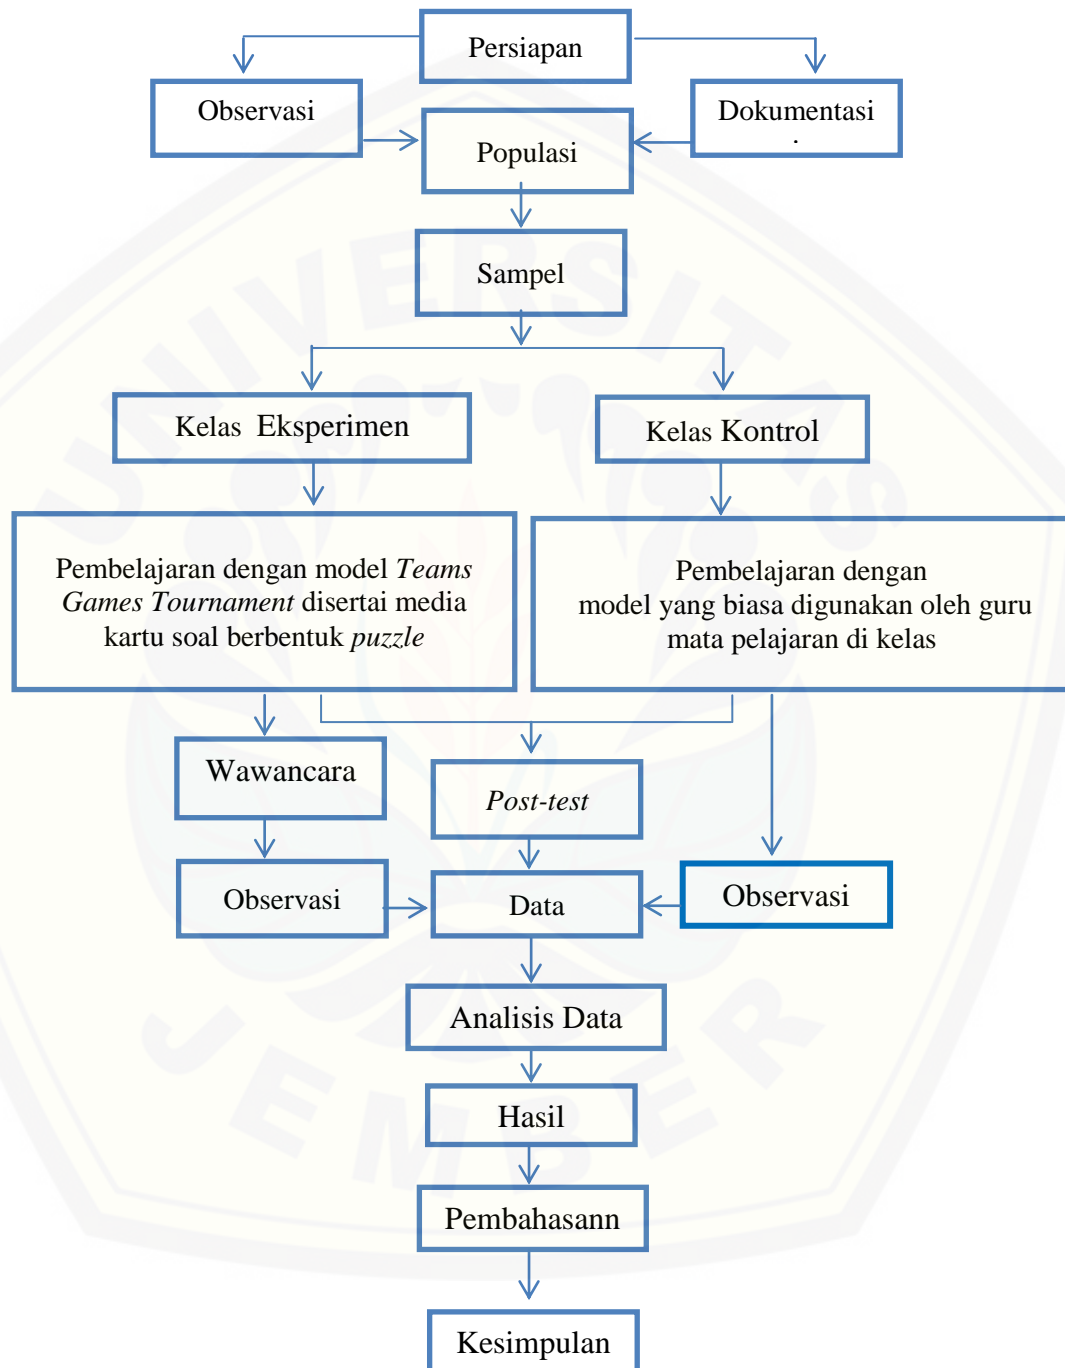 Persiapan
Observasi
Dokumentasi
.
Populasi
Sampel
Kelas Eksperimen
Kelas Kontrol
Pembelajaran dengan model Teams
Games Tournament disertai media
kartu soal berbentuk puzzle
Pembelajaran dengan
model yang biasa digunakan oleh guru
mata pelajaran di kelas
Wawancara
Post-test
Observasi
Data
Observasi
Analisis Data
Hasil
Pembahasann
Kesimpulan
UNIVERSITAS
JEMBER